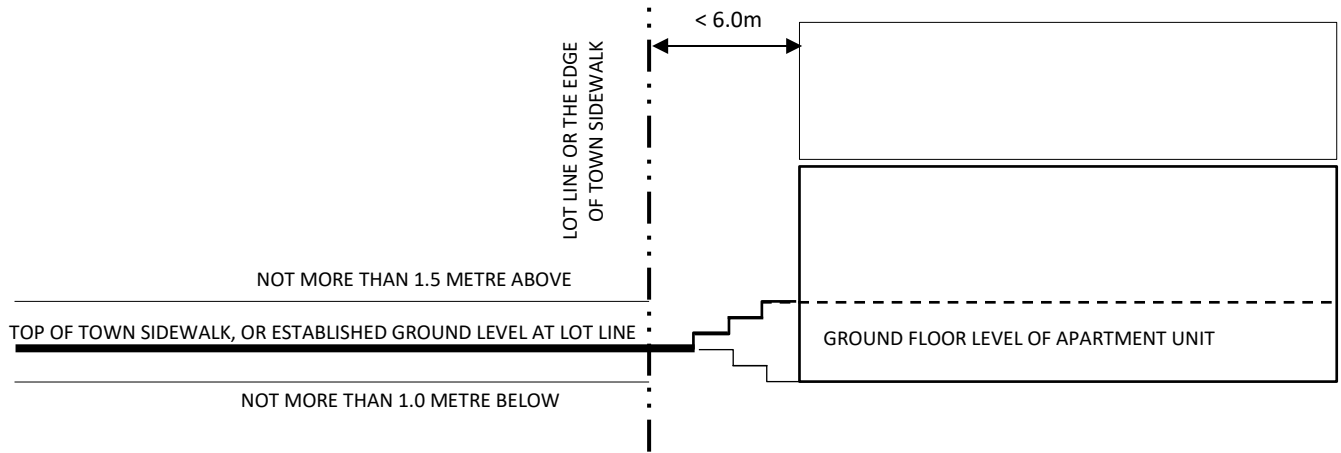 < 6.0m
LOT LINE OR THE EDGE
OF TOWN SIDEWALK
NOT MORE THAN 1.5 METRE ABOVE
TOP OF TOWN SIDEWALK, OR ESTABLISHED GROUND LEVEL AT LOT LINE
GROUND FLOOR LEVEL OF APARTMENT UNIT
NOT MORE THAN 1.0 METRE BELOW